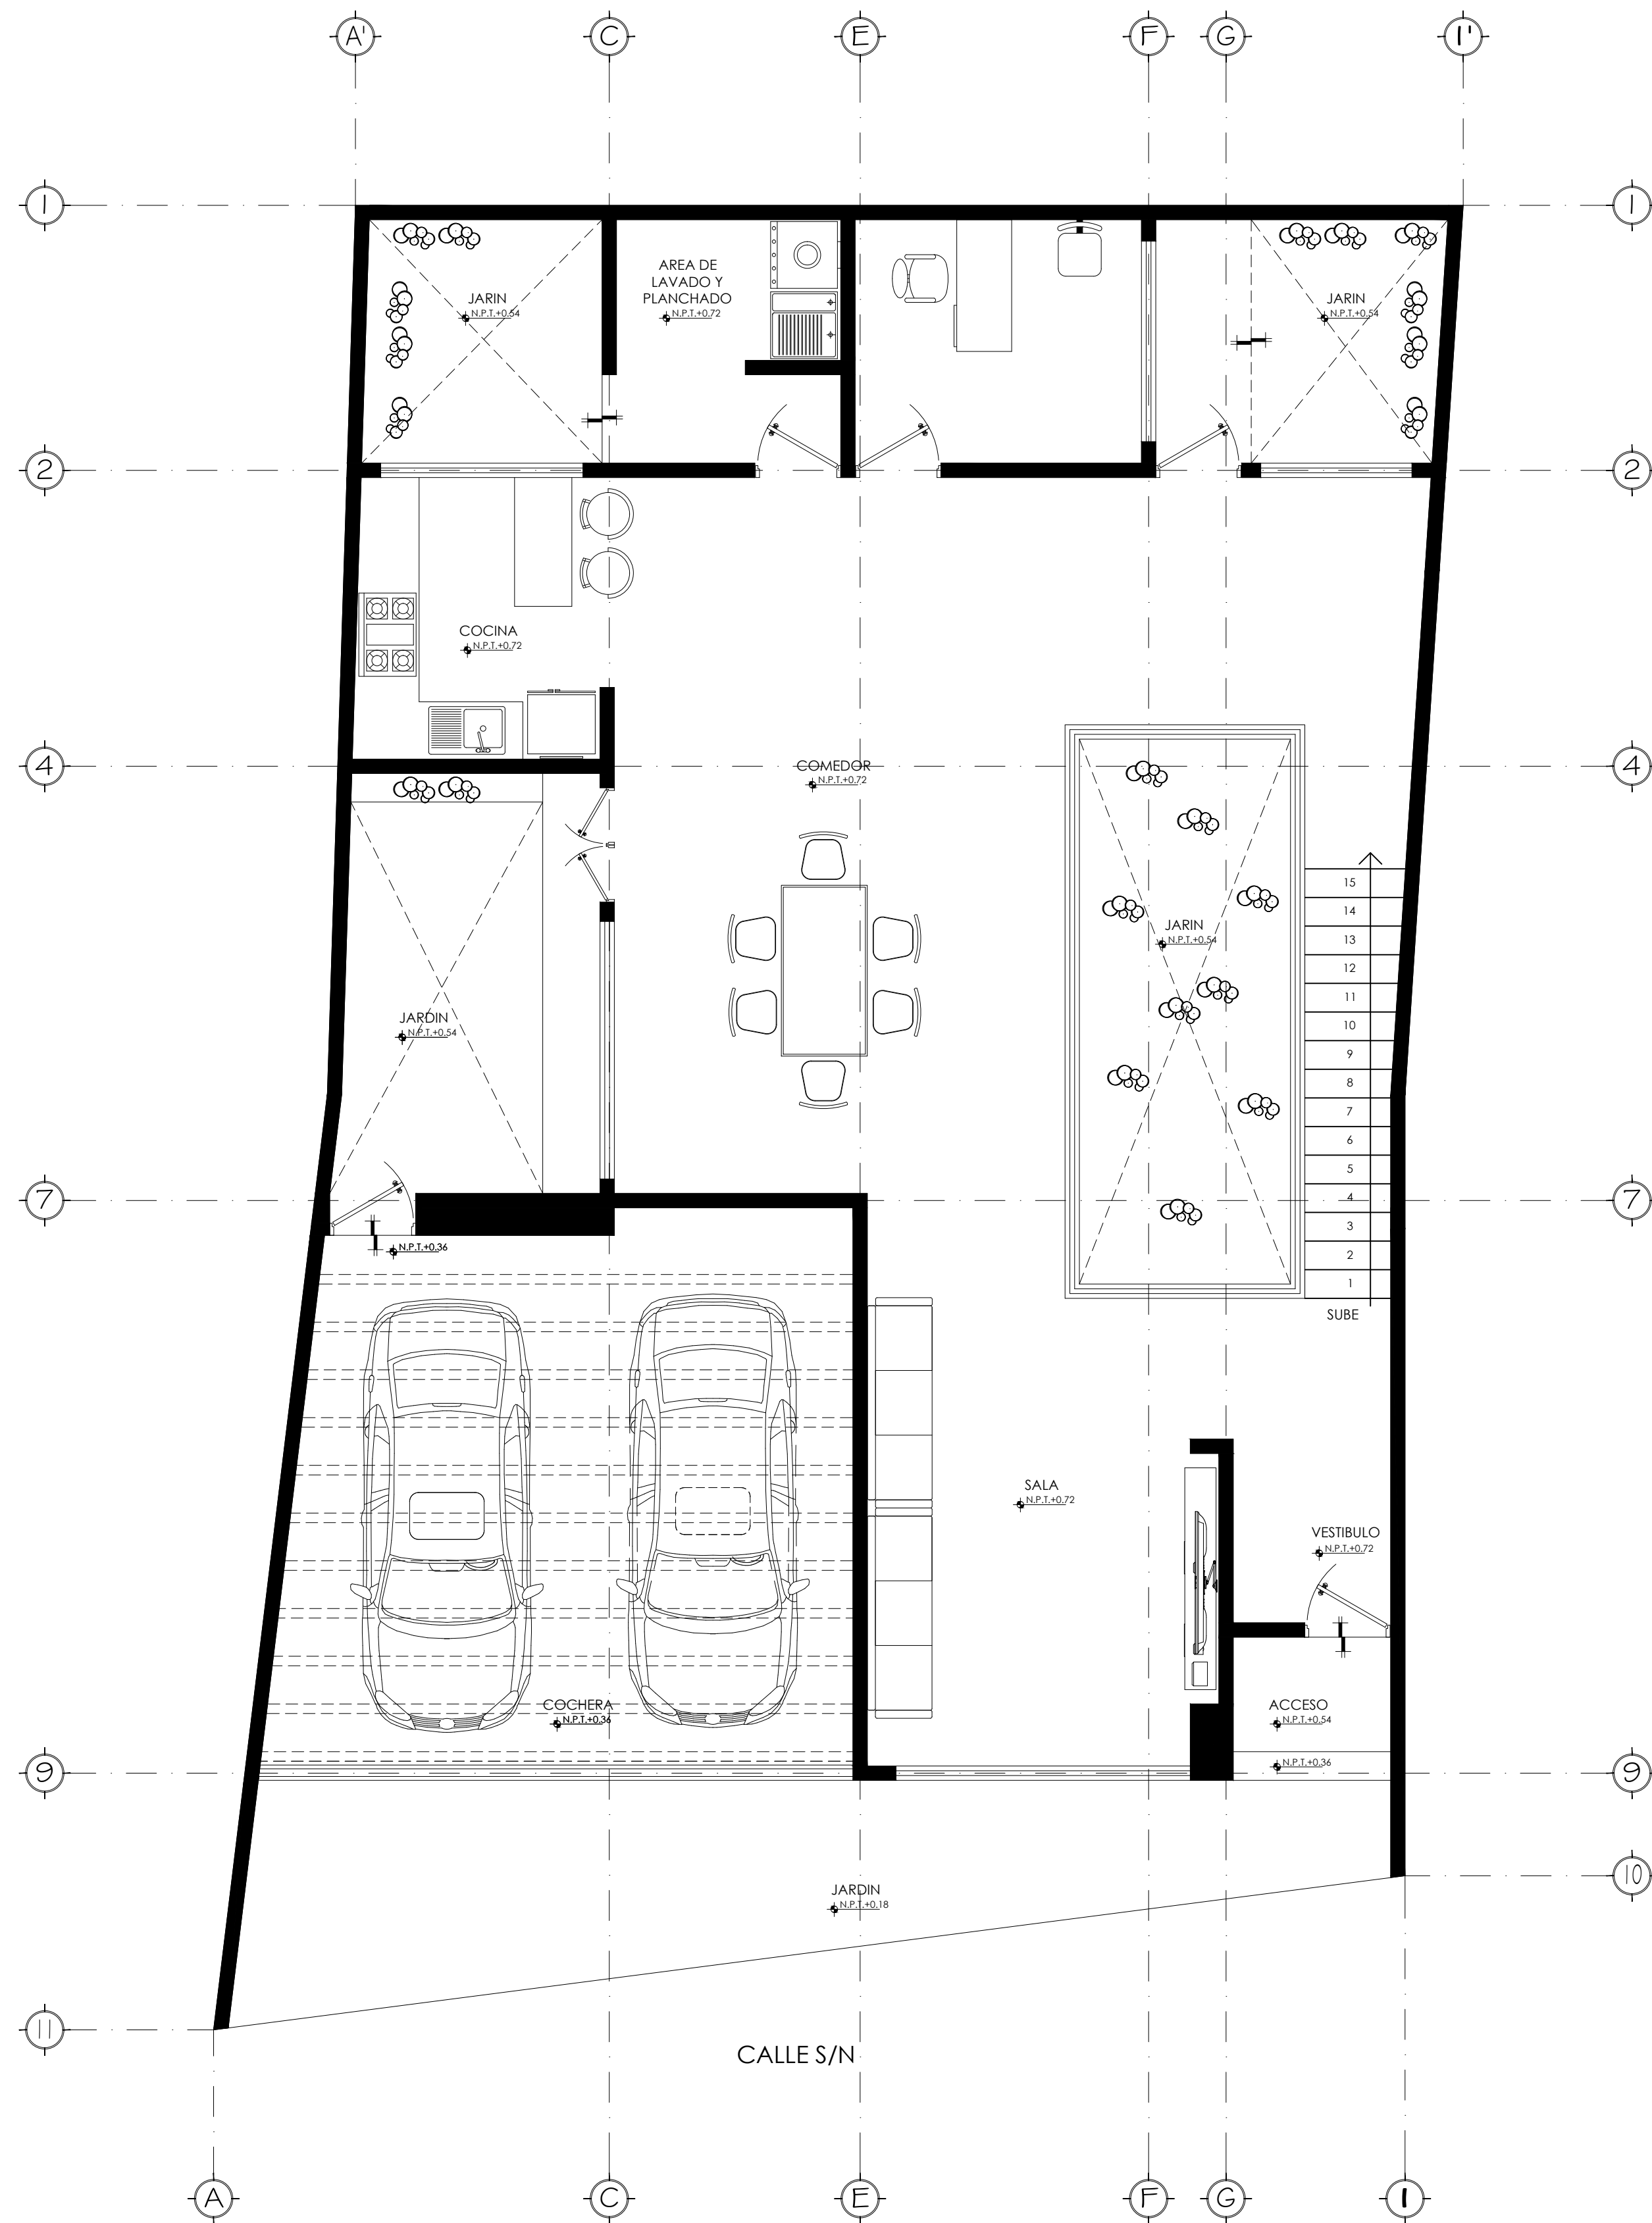 A'
C
E
F
G
I'
1
1
AREA DE
LAVADO Y
PLANCHADO
N.P.T.+0.72
JARIN
N.P.T.+0.54
JARIN
N.P.T.+0.54
2
2
COCINA
N.P.T.+0.72
4
COMEDOR
N.P.T.+0.72
4
15
14
13
12
11
10
9
8
7
6
5
4
3
2
1
SUBE
JARIN
N.P.T.+0.54
JARDIN
N.P.T.+0.54
7
7
N.P.T.+0.36
SALA
N.P.T.+0.72
VESTIBULO
N.P.T.+0.72
COCHERA
N.P.T.+0.36
ACCESO
N.P.T.+0.54
N.P.T.+0.36
9
9
10
JARDIN
N.P.T.+0.18
11
CALLE S/N
A
C
E
F
G
I